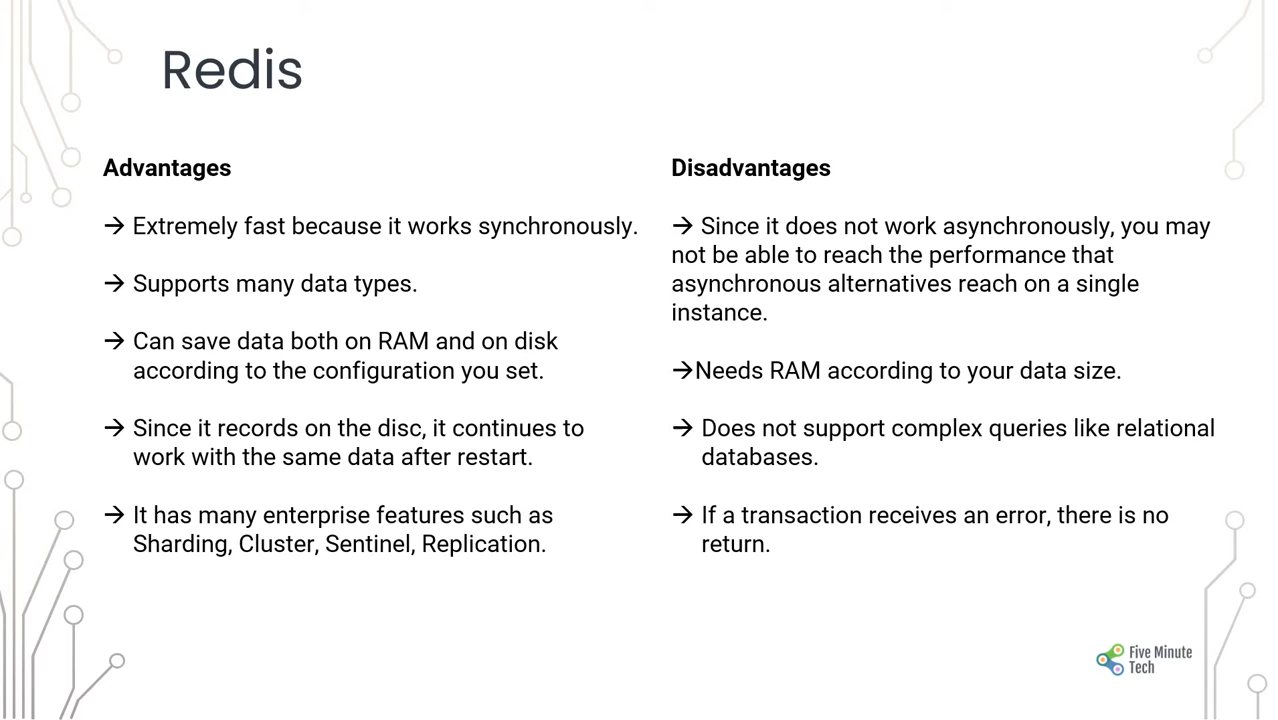 Redis
Advantages
→ Extremely fast because it works synchronously.
→ Supports many data types.
→ Can save data both on RAM and on disk
according to the configuration you set.
→ Since it records on the disc, it continues to
work with the same data after restart.
→ It has many enterprise features such as
Sharding, Cluster, Sentinel, Replication.
Disadvantages
→ Since it does not work asynchronously, you may
not be able to reach the performance that
asynchronous alternatives reach on a single
instance.
→Needs RAM according to your data size.
→ Does not support complex queries like relational
databases.
→ If a transaction receives an error, there is no
return.
Five Minute
Tech